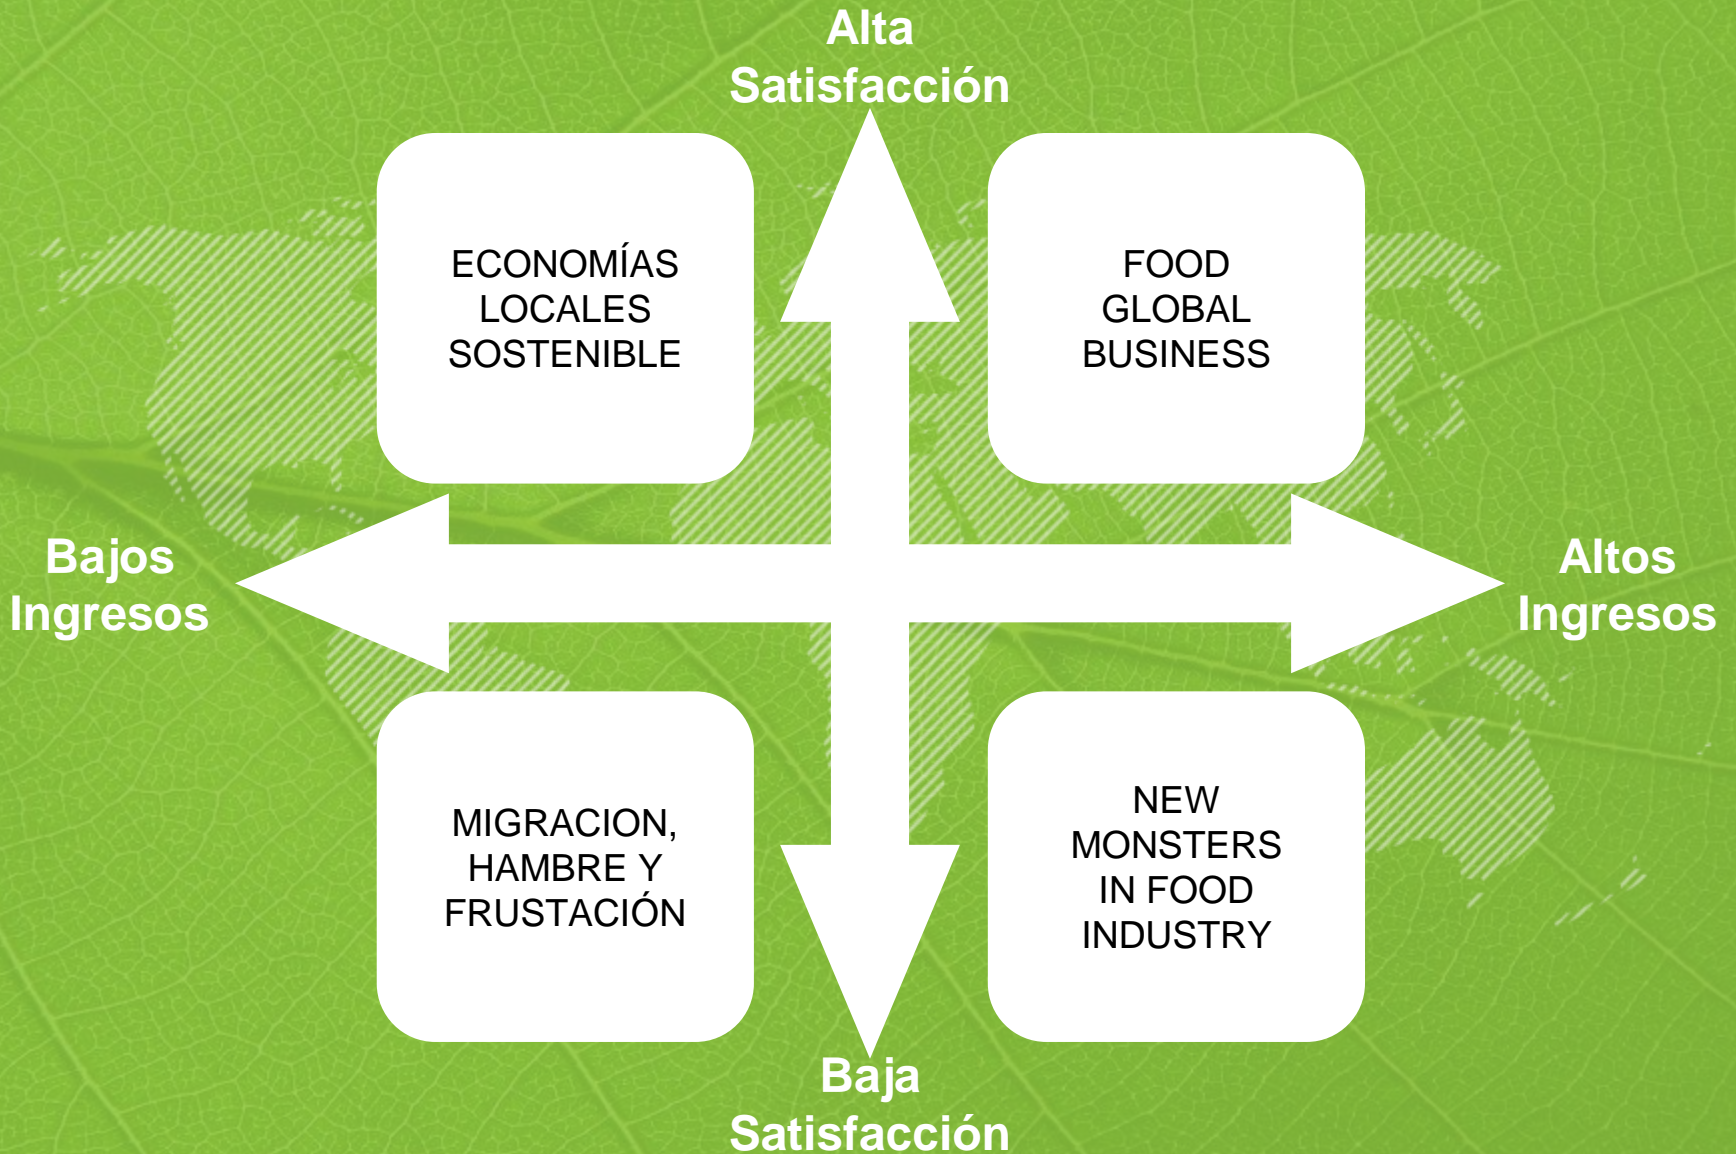 Alta
Satisfacción
ECONOMÍAS
LOCALES
SOSTENIBLE
FOOD
GLOBAL
BUSINESS
Bajos
Ingresos
Altos
Ingresos
MIGRACION,
HAMBRE Y
FRUSTACIÓN
NEW
MONSTERS
IN FOOD
INDUSTRY
Baja
Satisfacción